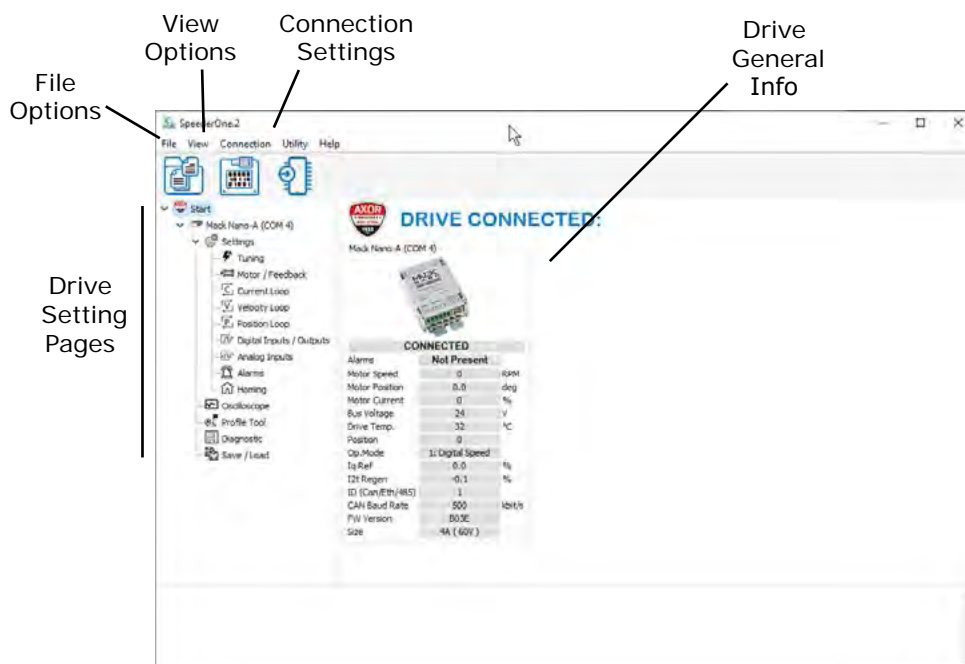 View
Options
Connection
Settings
Drive
General
Info
File
Options
SpeederOne.2
File View Connection Utility Help
Drive
Setting
Pages
Start
Mack Nano-A (COM 4)
Settings
Tuning
Motor / Feedback
Current Loop
Velocity Loop
Position Loop
Digital Inputs / Outputs
Analog Inputs
Alarms
Homing
Oscilloscope
Profile Tool
Diagnostic
Save / Load
AXOR
DRIVE CONNECTED:
Mack Nano-A (COM 4)
CONNECTED
Alarms Not Present
Motor Speed 0 RPM
Motor Position 0.0 deg
Motor Current 0 %
Bus Voltage 24 V
Drive Temp. 32 °C
Position 0
Op.Mode 1: Digital Speed
Iq Ref 0.0 %
I2t Regen -0.1 %
ID (Can/Eth/485) 1
CAN Baud Rate 500 kbit/s
FW Version B03E
Size 4A ( 60V )